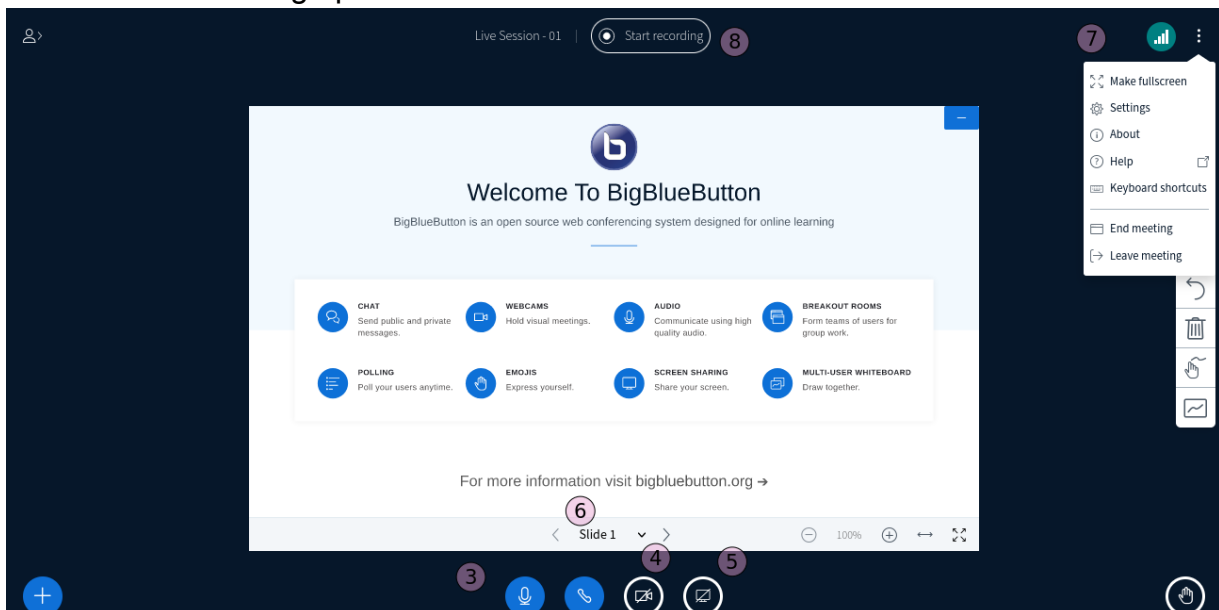 Live Session - 01
Start recording
8
7
Make fullscreen
Settings
About
Help
Keyboard shortcuts
End meeting
Leave meeting
b
Welcome To BigBlueButton
BigBlueButton is an open source web conferencing system designed for online learning
CHAT
Send public and private
messages.
WEBCAMS
Hold visual meetings.
AUDIO
Communicate using high
quality audio.
BREAKOUT ROOMS
Form teams of users for
group work.
POLLING
Poll your users anytime.
EMOJIS
Express yourself.
SCREEN SHARING
Share your screen.
MULTI-USER WHITEBOARD
Draw together.
For more information visit bigbluebutton.org →
6
Slide 1
100%
3
4
5